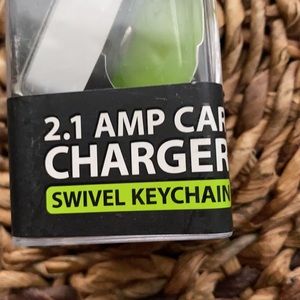 2.1 AMP CAR
CHARGER
SWIVEL KEYCHAIN